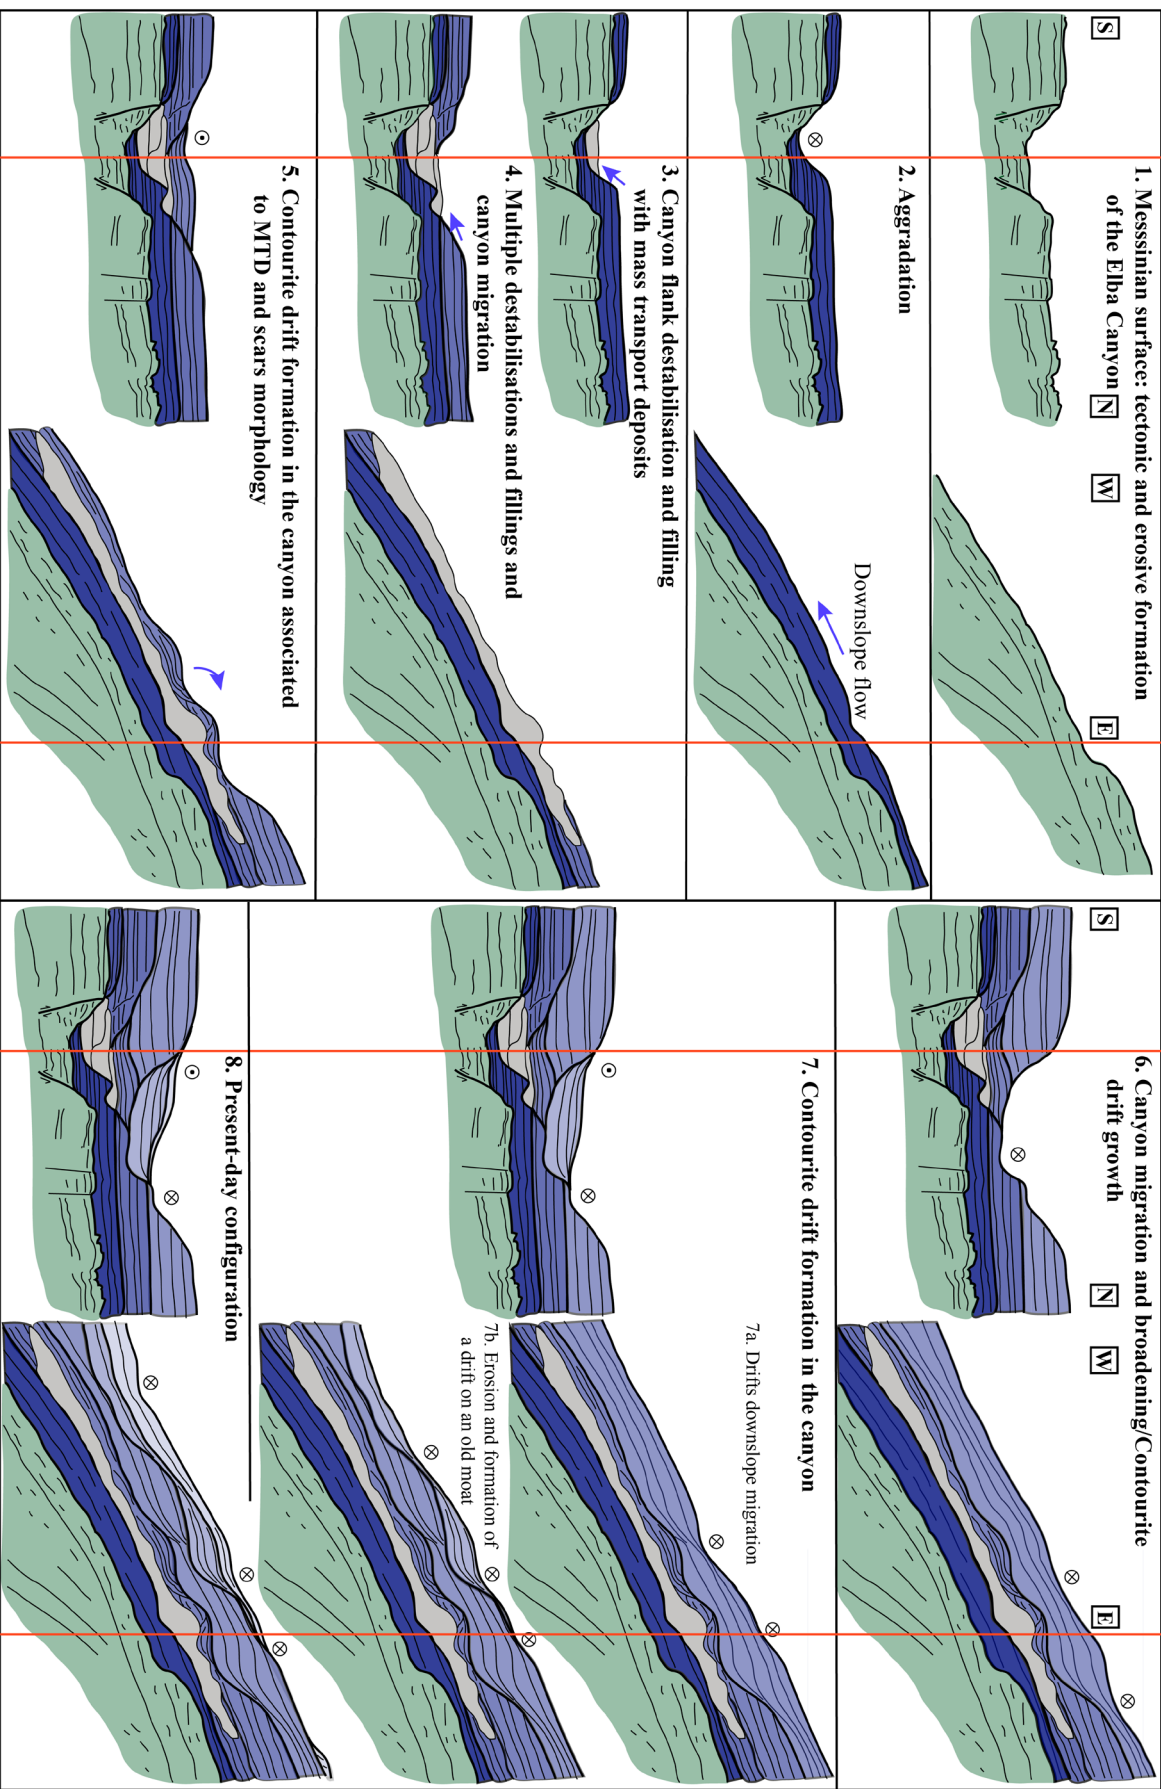 S
1. Messsinian surface: tectonic and erosive formation
of the Elba Canyon
N
W
E
2. Aggradation
Downslope flow
3. Canyon flank destabilisation and filling
with mass transport deposits
4. Multiple destabilisations and fillings and
canyon migration
5. Contourite drift formation in the canyon associated
to MTD and scars morphology
S
6. Canyon migration and broadening/Contourite
drift growth
N
W
E
7. Contourite drift formation in the canyon
7a. Drifts downslope migration
7b. Erosion and formation of
a drift on an old moat
8. Present-day configuration